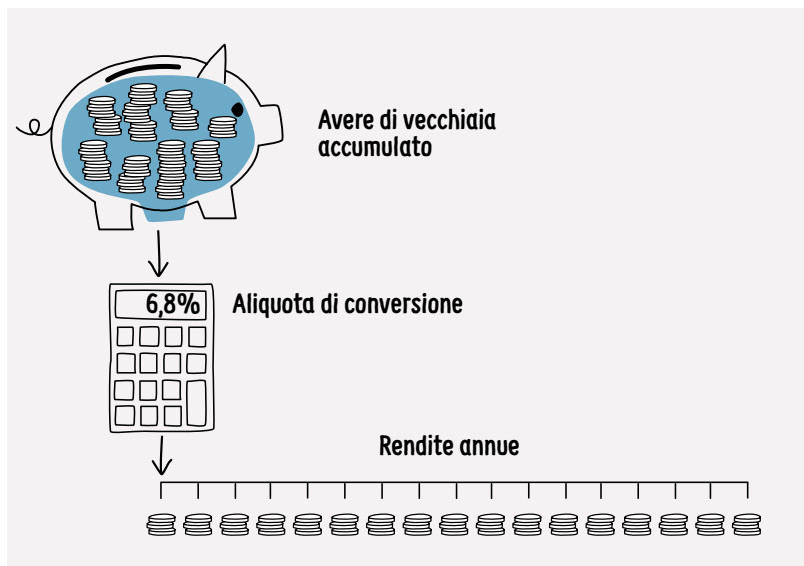 Avere di vecchiaia
accumulato
6,8%
Aliquota di conversione
Rendite annue